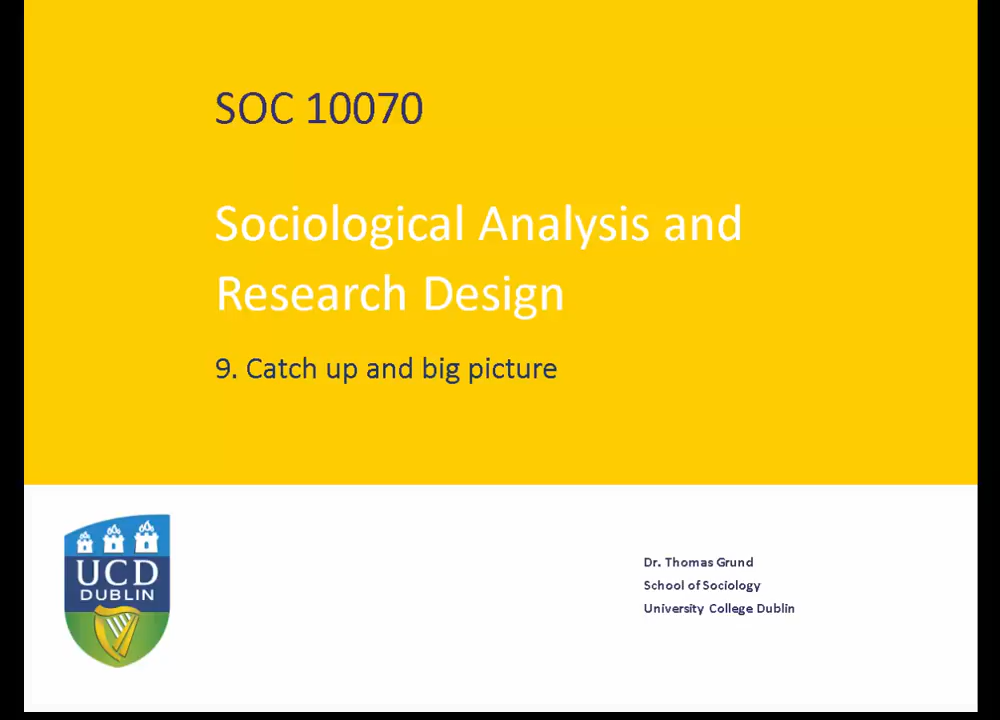 SOC 10070
Sociological Analysis and
Research Design
9. Catch up and big picture
UCD
DUBLIN
Dr. Thomas Grund
School of Sociology
University College Dublin